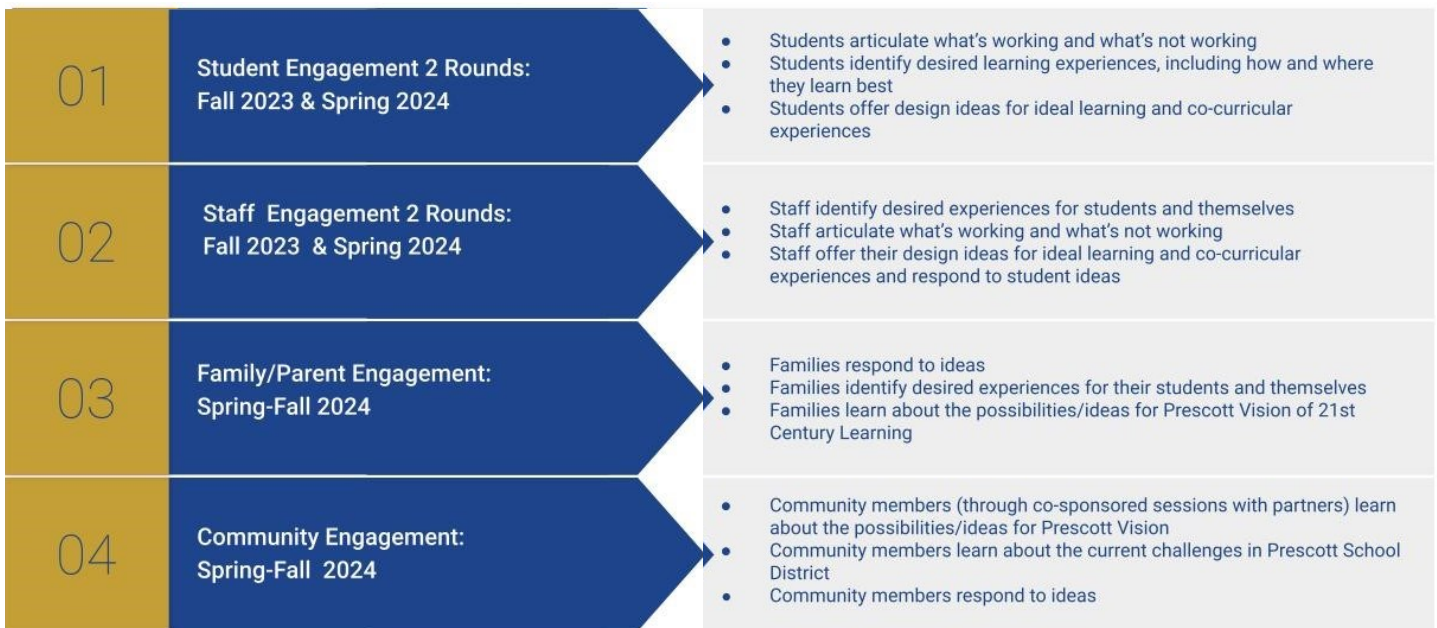 01
Student Engagement 2 Rounds:
Fall 2023 & Spring 2024
● Students articulate what's working and what's not working
● Students identify desired learning experiences, including how and where
they learn best
● Students offer design ideas for ideal learning and co-curricular
experiences
02
Staff Engagement 2 Rounds:
Fall 2023 & Spring 2024
● Staff identify desired experiences for students and themselves
● Staff articulate what's working and what's not working
● Staff offer their design ideas for ideal learning and co-curricular
experiences and respond to student ideas
03
Family/Parent Engagement:
Spring-Fall 2024
● Families respond to ideas
● Families identify desired experiences for their students and themselves
● Families learn about the possibilities/ideas for Prescott Vision of 21st
Century Learning
04
Community Engagement:
Spring-Fall 2024
● Community members (through co-sponsored sessions with partners) learn
about the possibilities/ideas for Prescott Vision
● Community members learn about the current challenges in Prescott School
District
● Community members respond to ideas